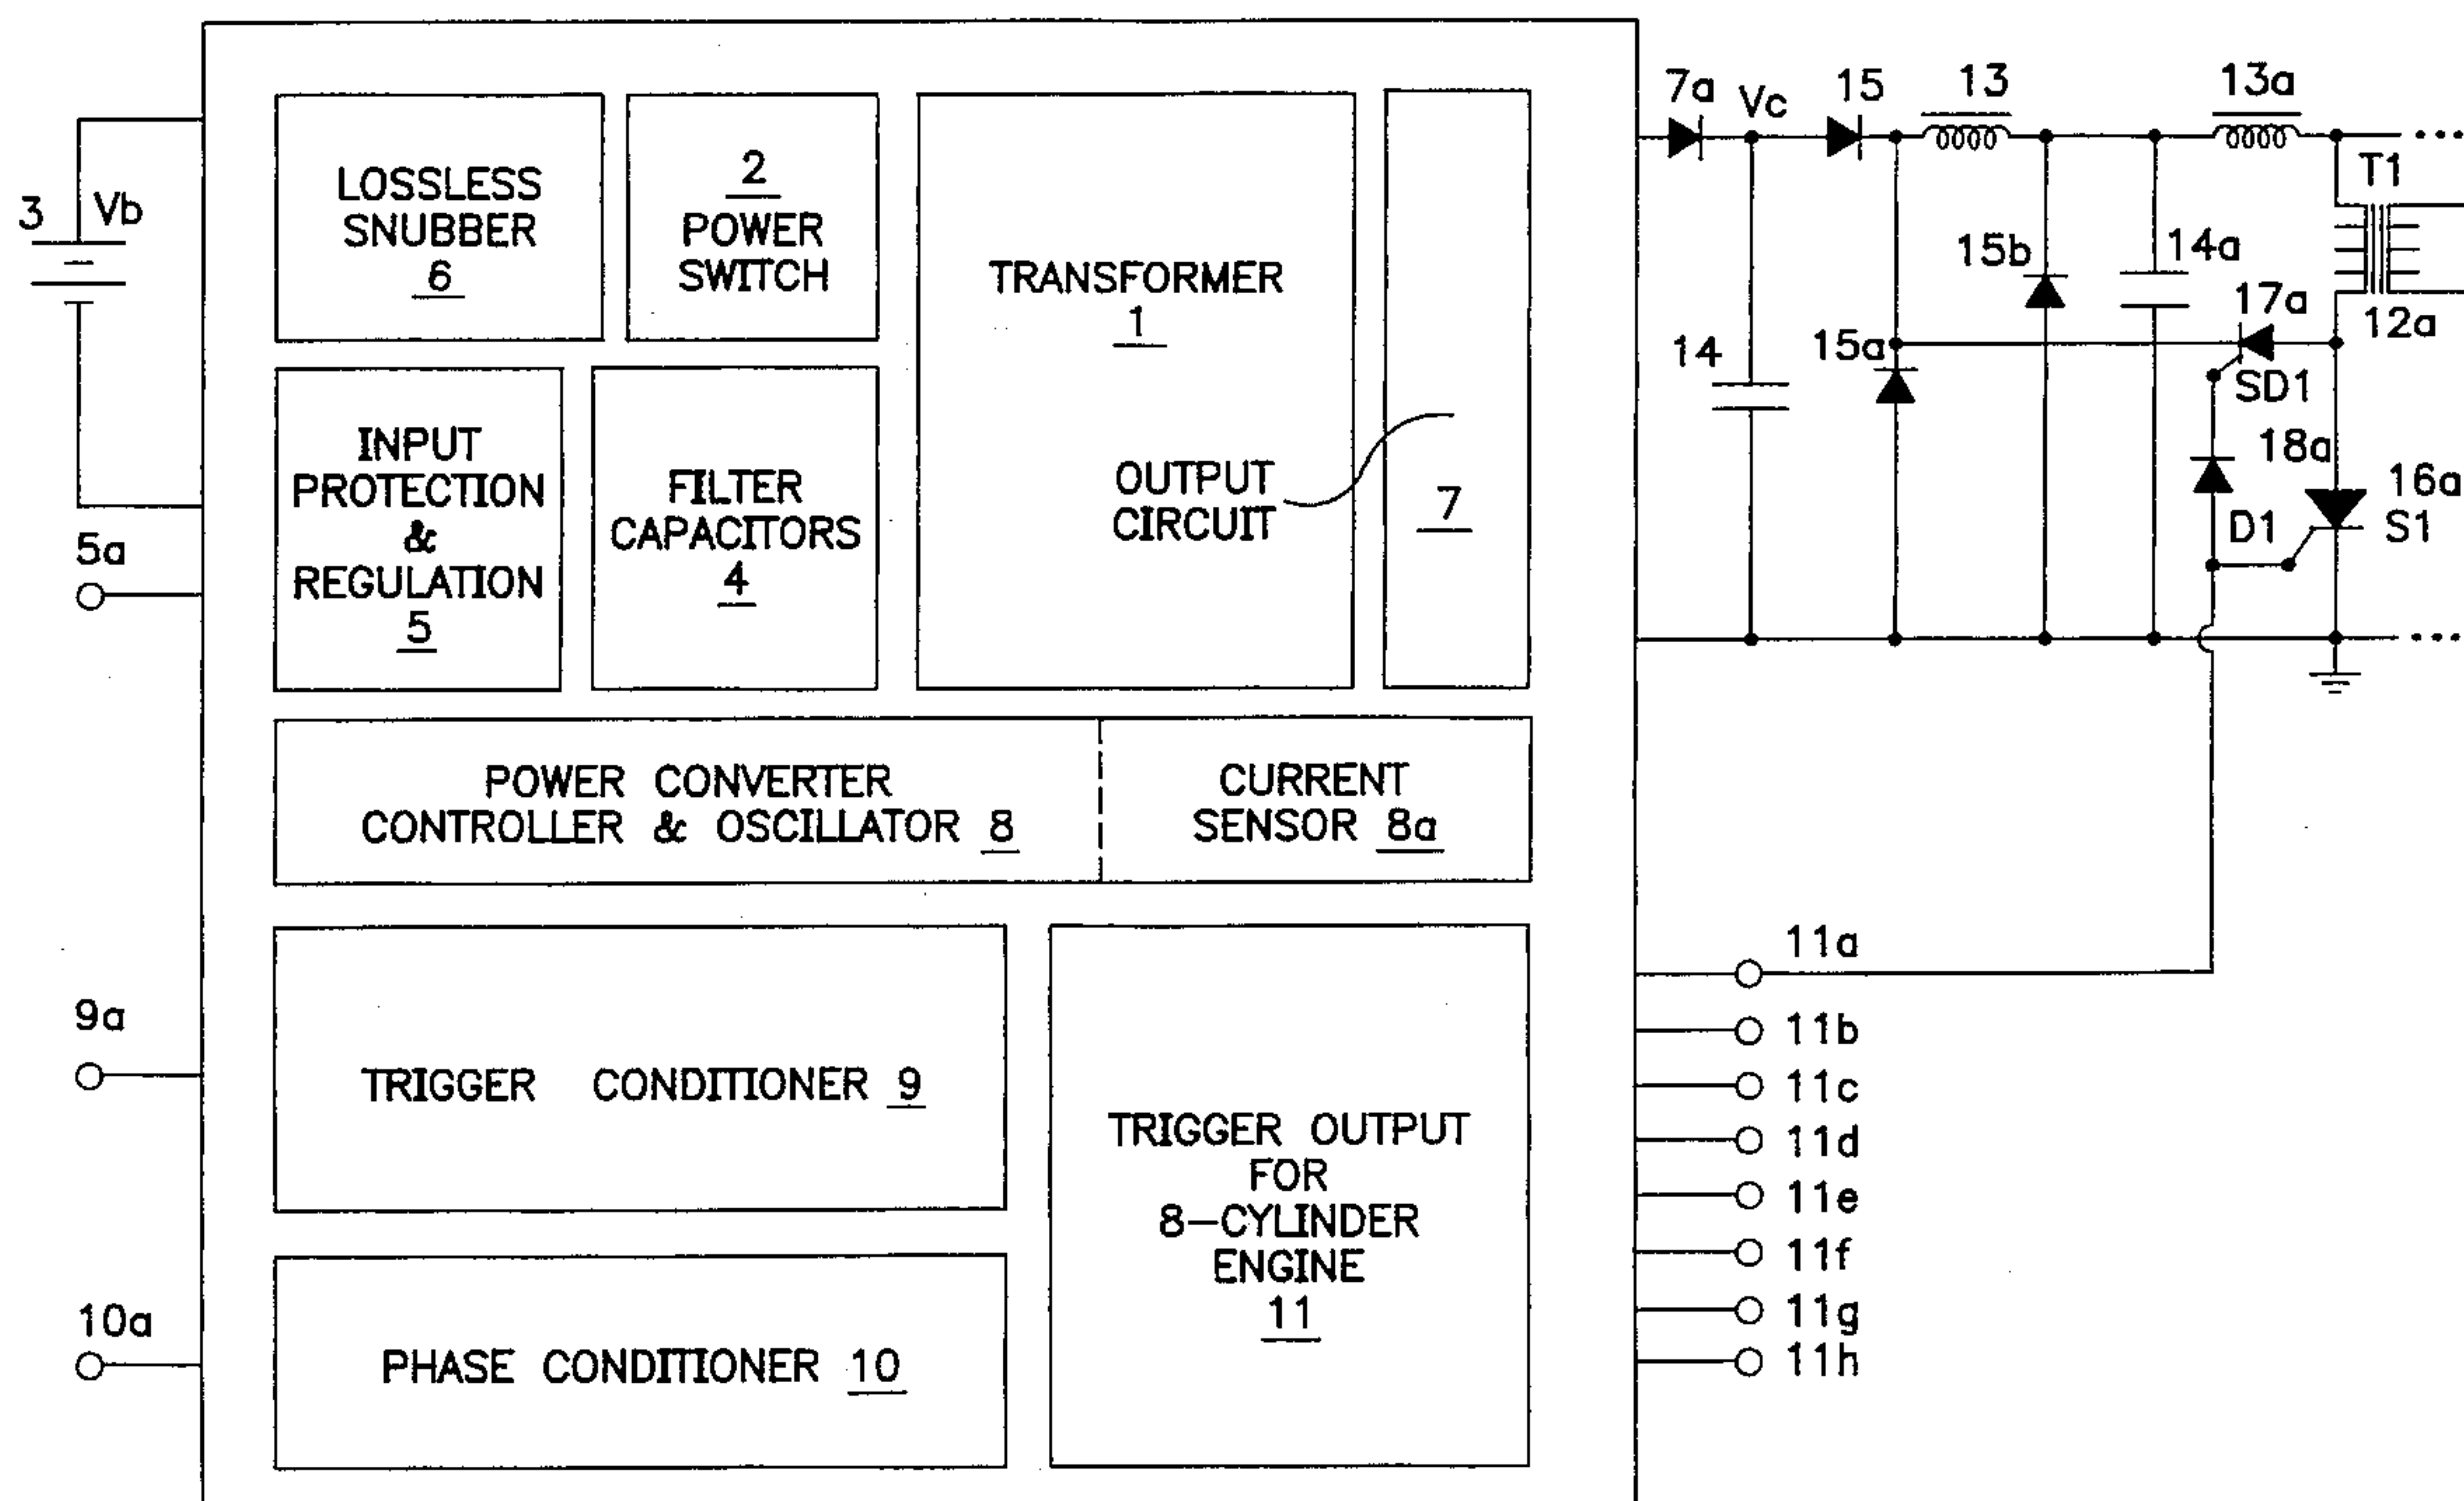 3
Vb
5a
9a
10a
LOSSLESS
SNUBBER
6
2
POWER
SWITCH
TRANSFORMER
1
INPUT
PROTECTION
&
REGULATION
5
FILTER
CAPACITORS
4
OUTPUT
CIRCUIT
7
POWER CONVERTER
CONTROLLER & OSCILLATOR 8
CURRENT
SENSOR 8a
TRIGGER CONDITIONER 9
PHASE CONDITIONER 10
TRIGGER OUTPUT
FOR
8-CYLINDER
ENGINE
11
7a
Vc
15
13
13a
T1
15b
14a
17a
12a
14
15a
SD1
18a
16a
D1
S1
11a
11b
11c
11d
11e
11f
11g
11h